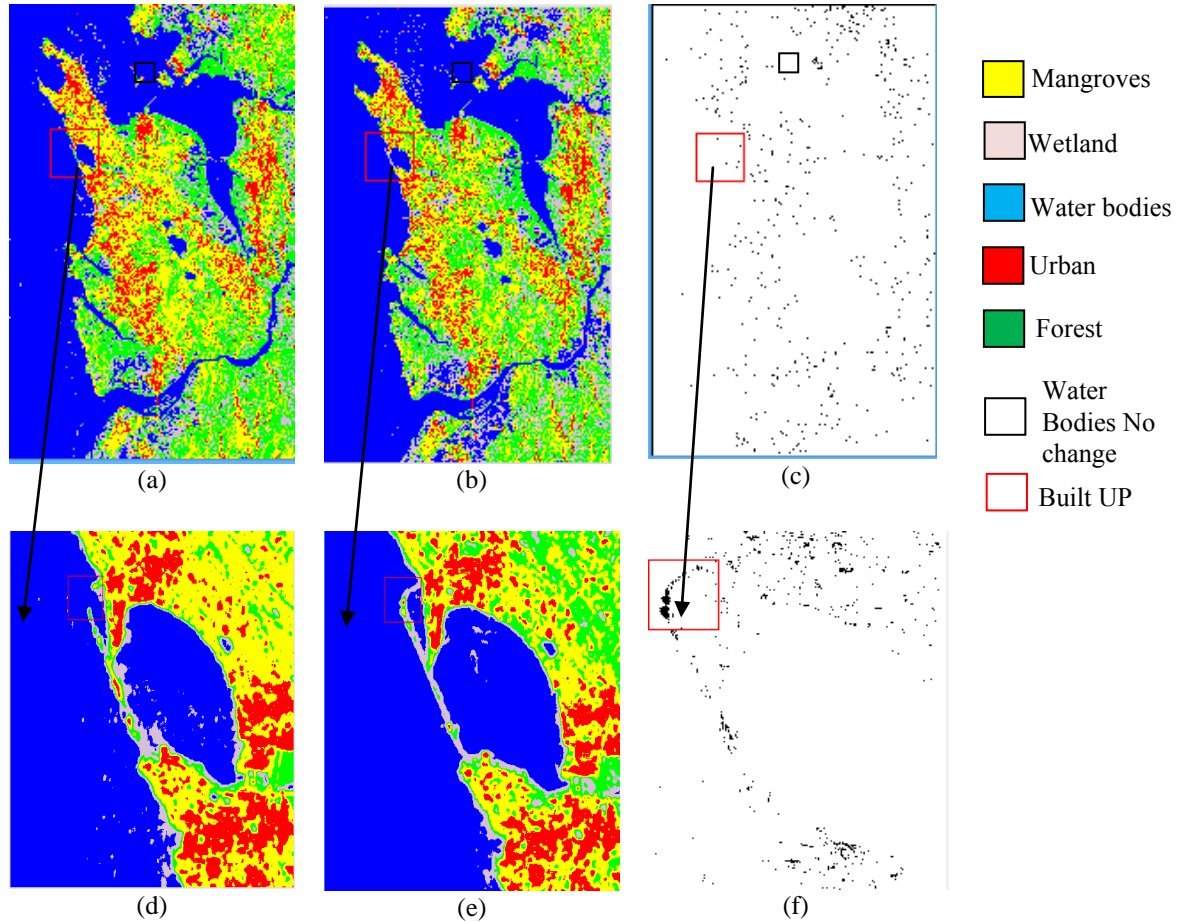 Mangroves
Wetland
Water bodies
Urban
Forest
Water
Bodies No
change
Built UP
(a)
(b)
(c)
(d)
(e)
(f)